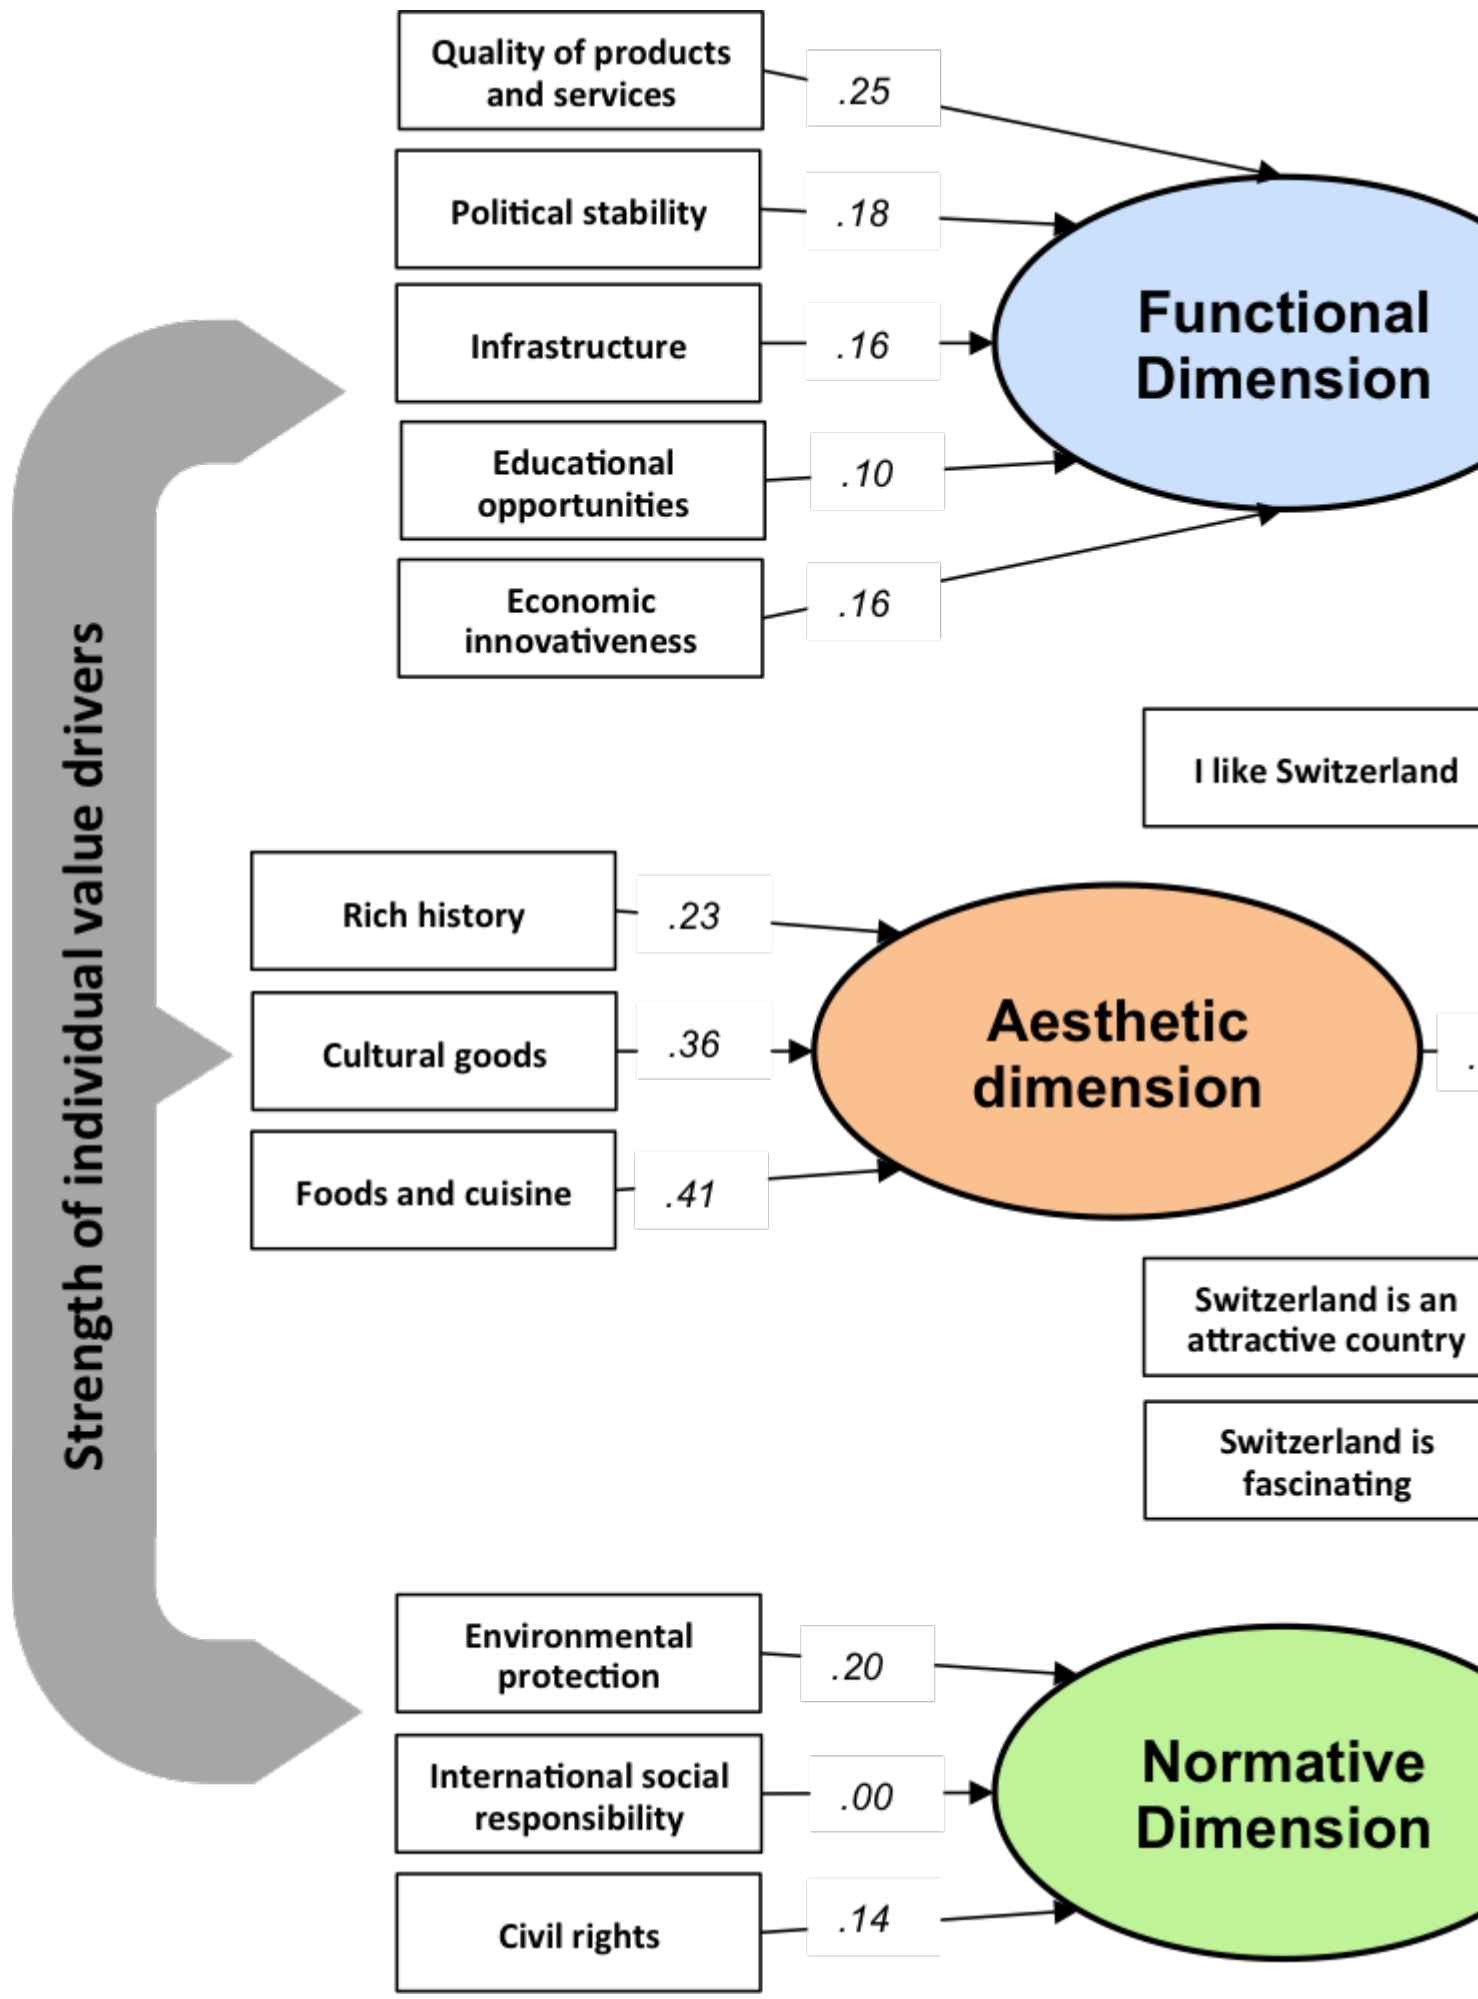 Quality of products
and services
.25
Political stability
.18
Infrastructure
.16
Functional
Dimension
Educational
opportunities
.10
Economic
innovativeness
.16
Strength of individual value drivers
I like Switzerland
Rich history
.23
Cultural goods
.36
Aesthetic
dimension
.
Foods and cuisine
.41
Switzerland is an
attractive country
Switzerland is
fascinating
Environmental
protection
.20
International social
responsibility
.00
Normative
Dimension
Civil rights
.14